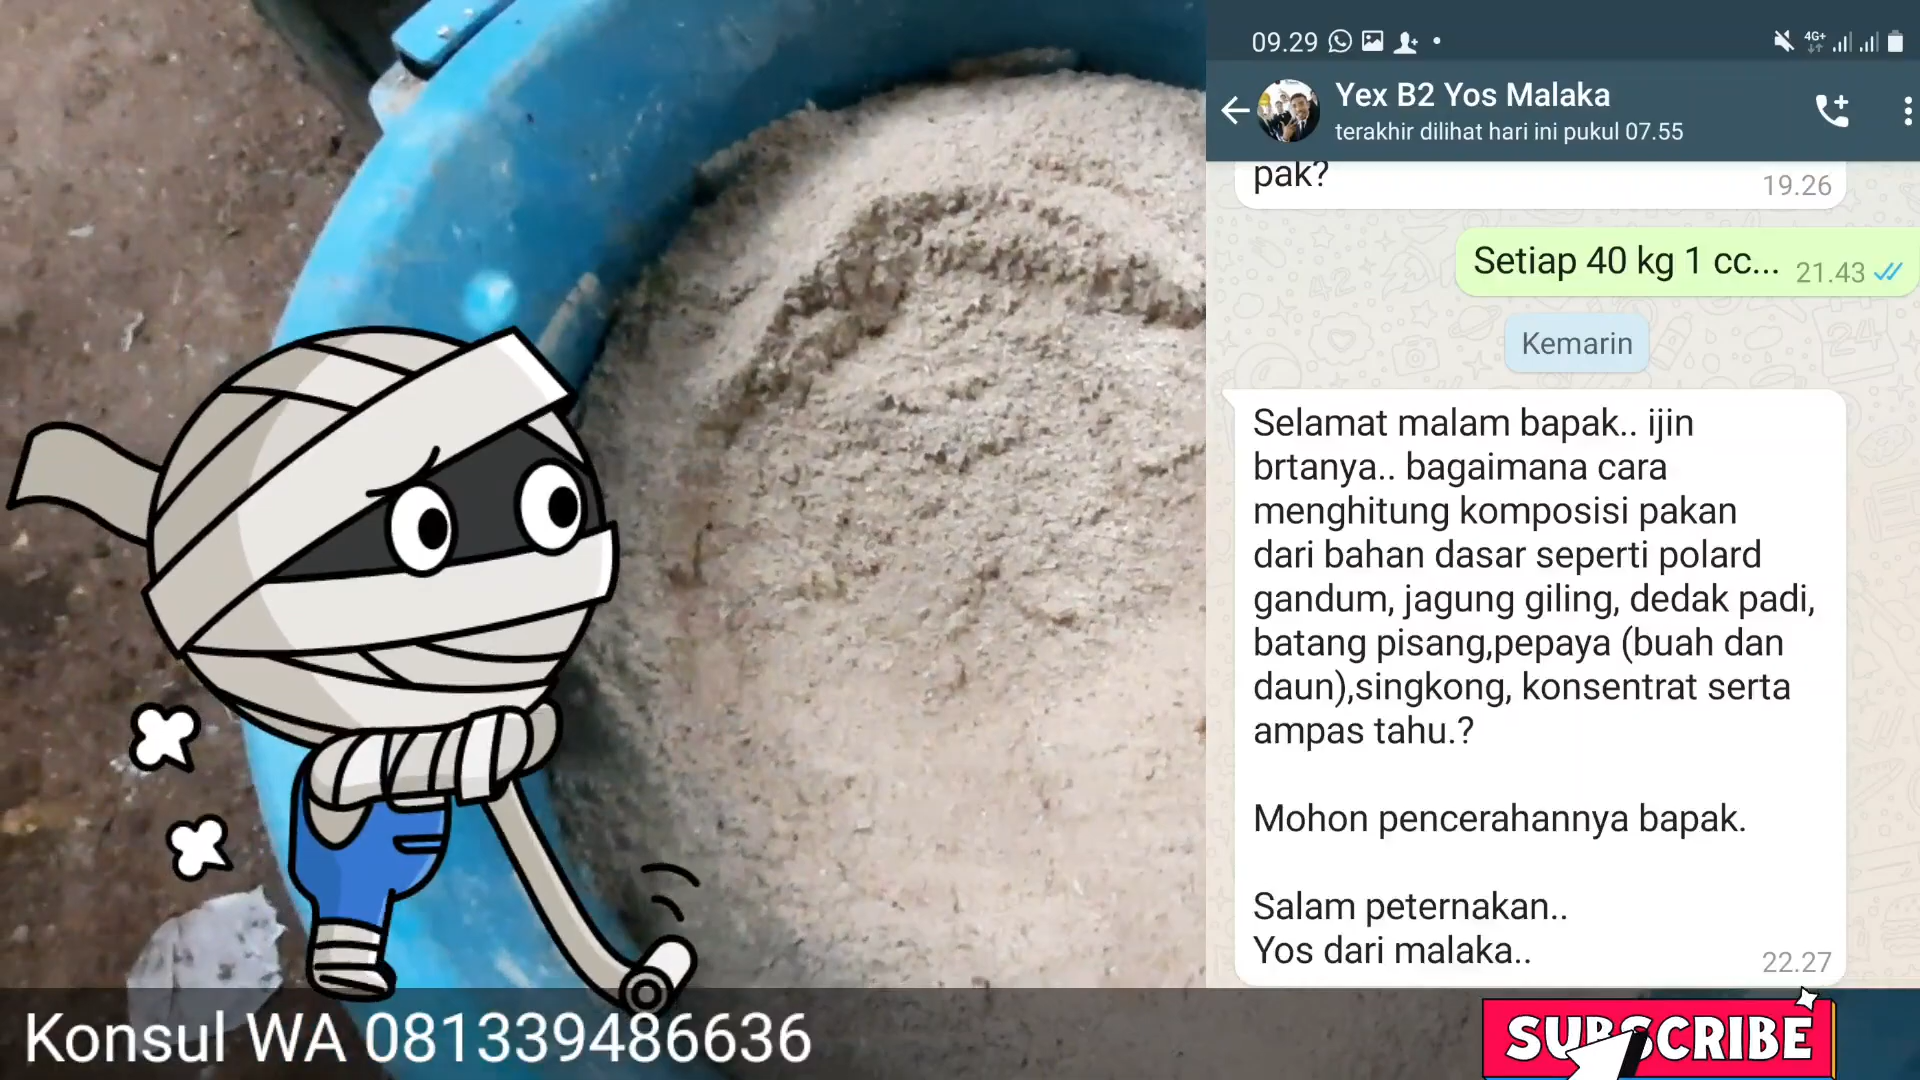 09.29
4G+
Yex B2 Yos Malaka
terakhir dilihat hari ini pukul 07.55
pak?
19.26
Setiap 40 kg 1 cc...
21.43
Kemarin
Selamat malam bapak.. ijin
brtanya.. bagaimana cara
menghitung komposisi pakan
dari bahan dasar seperti polard
gandum, jagung giling, dedak padi,
batang pisang,pepaya (buah dan
daun),singkong, konsentrat serta
ampas tahu.?
Mohon pencerahannya bapak.
Salam peternakan..
Yos dari malaka..
22.27
Konsul WA 081339486636
SUBSCRIBE